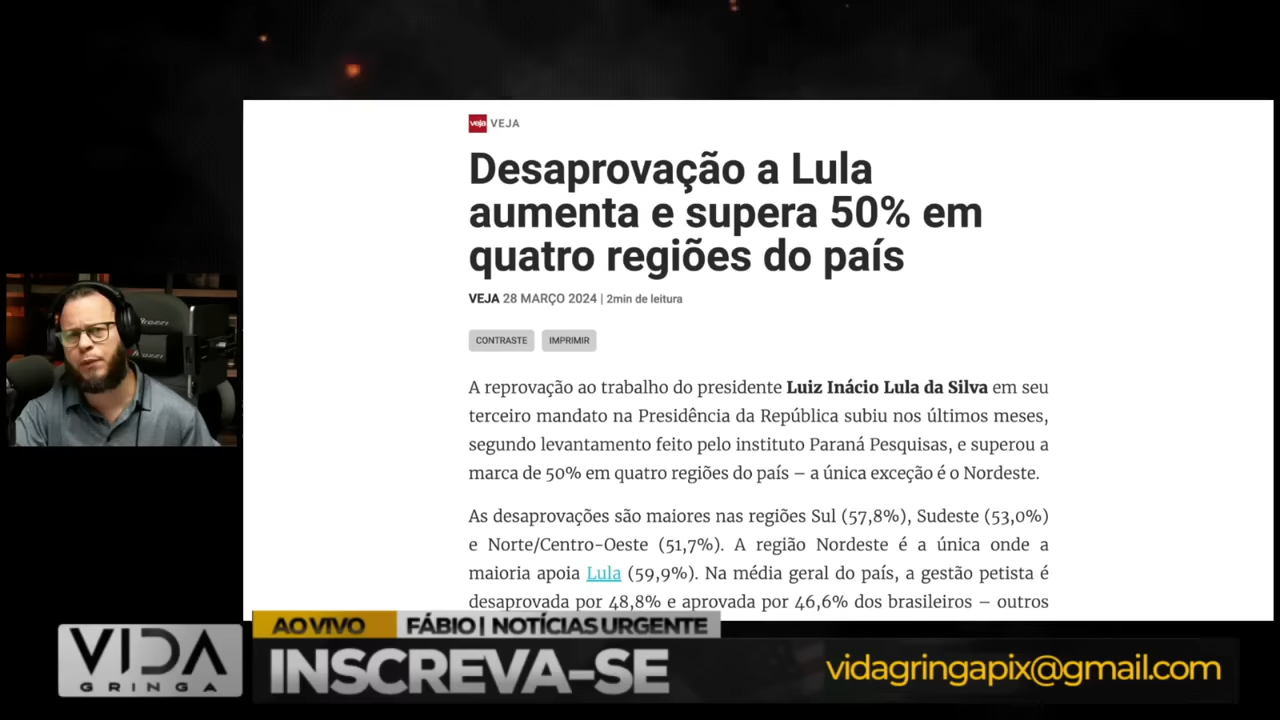 veja VEJA
Desaprovação a Lula
aumenta e supera 50% em
quatro regiões do país
VEJA 28 MARÇO 2024 | 2min de leitura
CONTRASTE IMPRIMIR
A reprovação ao trabalho do presidente Luiz Inácio Lula da Silva em seu
terceiro mandato na Presidência da República subiu nos últimos meses,
segundo levantamento feito pelo instituto Paraná Pesquisas, e superou a
marca de 50% em quatro regiões do país – a única exceção é o Nordeste.
As desaprovações são maiores nas regiões Sul (57,8%), Sudeste (53,0%)
e Norte/Centro-Oeste (51,7%). A região Nordeste é a única onde a
maioria apoia Lula (59,9%). Na média geral do país, a gestão petista é
desaprovada por 48,8% e aprovada por 46,6% dos brasileiros – outros
AO VIVO FÁBIO | NOTÍCIAS URGENTE
VIDA
GRINGA
INSCREVA-SE
vidagringapix@gmail.com